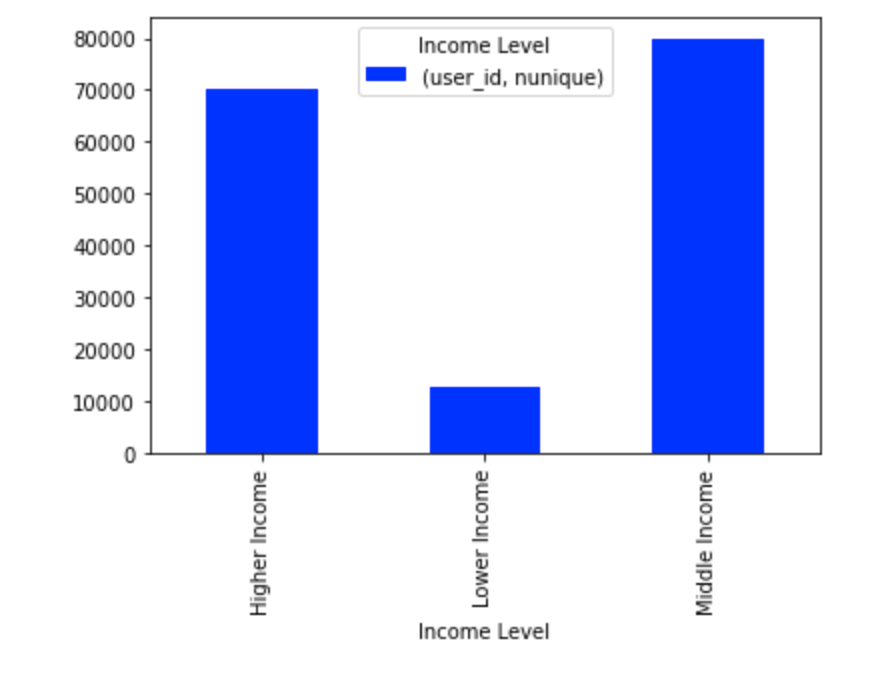 80000
70000
60000
50000
40000
30000
20000
10000
0
Income Level
(user_id, nunique)
Higher Income
Lower Income
Middle Income
Income Level